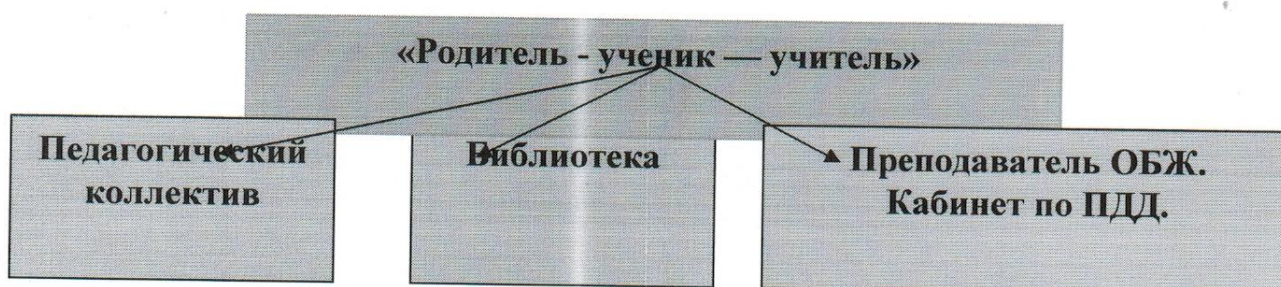 «Родитель - ученик — учитель»
Педагогический
коллектив
Библиотека
Преподаватель ОБЖ.
Кабинет по ПДД.